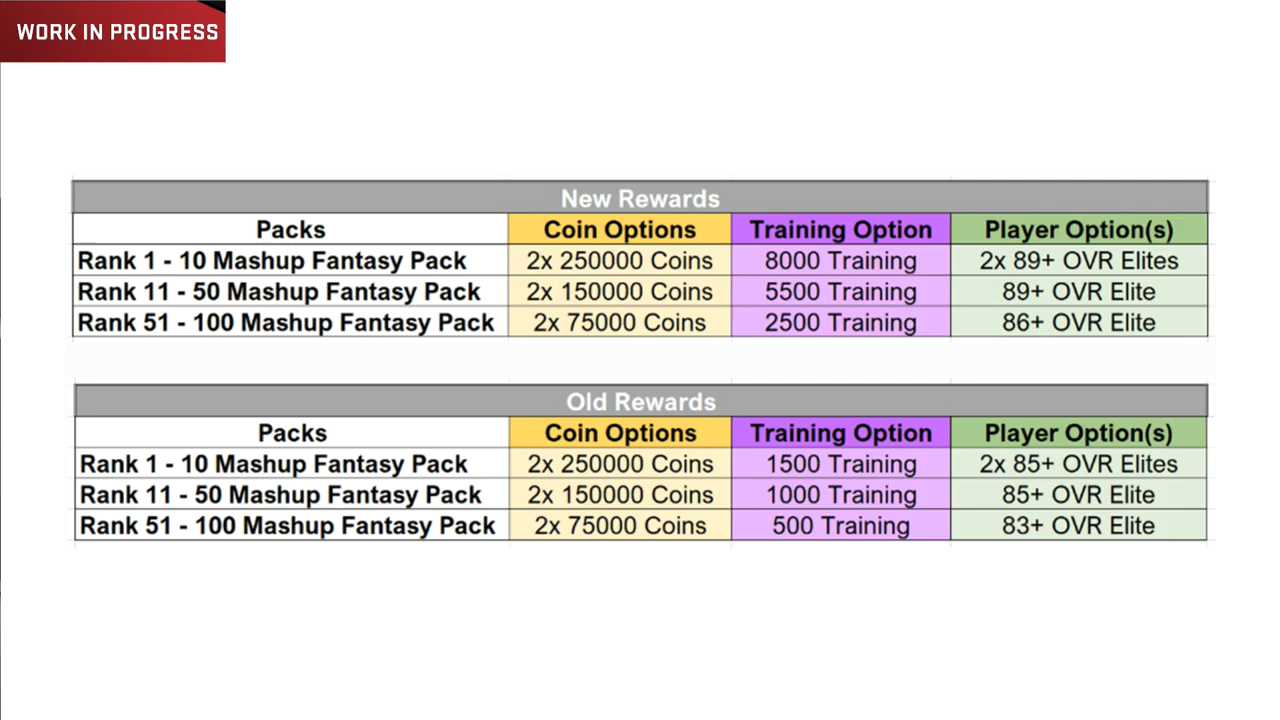 WORK IN PROGRESS
New Rewards
Packs Coin Options Training Option Player Option(s)
Rank 1 - 10 Mashup Fantasy Pack 2x 250000 Coins 8000 Training 2x 89+ OVR Elites
Rank 11 - 50 Mashup Fantasy Pack 2x 150000 Coins 5500 Training 89+ OVR Elite
Rank 51 - 100 Mashup Fantasy Pack 2x 75000 Coins 2500 Training 86+ OVR Elite
Old Rewards
Packs Coin Options Training Option Player Option(s)
Rank 1 - 10 Mashup Fantasy Pack 2x 250000 Coins 1500 Training 2x 85+ OVR Elites
Rank 11 - 50 Mashup Fantasy Pack 2x 150000 Coins 1000 Training 85+ OVR Elite
Rank 51 - 100 Mashup Fantasy Pack 2x 75000 Coins 500 Training 83+ OVR Elite